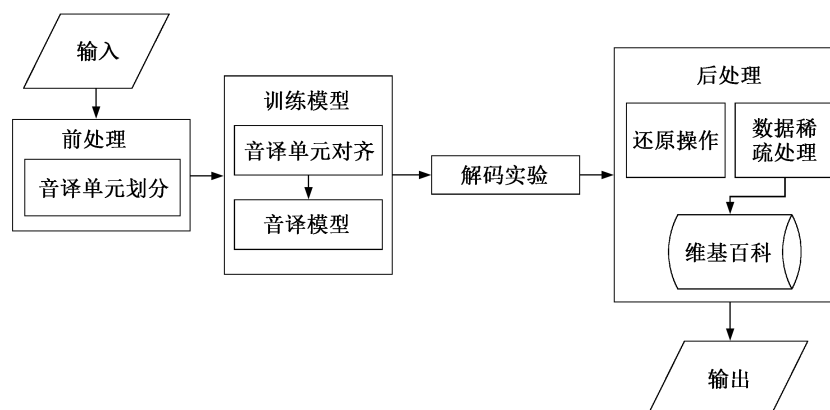 输入
前处理
音译单元划分
训练模型
音译单元对齐
音译模型
解码实验
后处理
还原操作
数据稀
疏处理
维基百科
输出